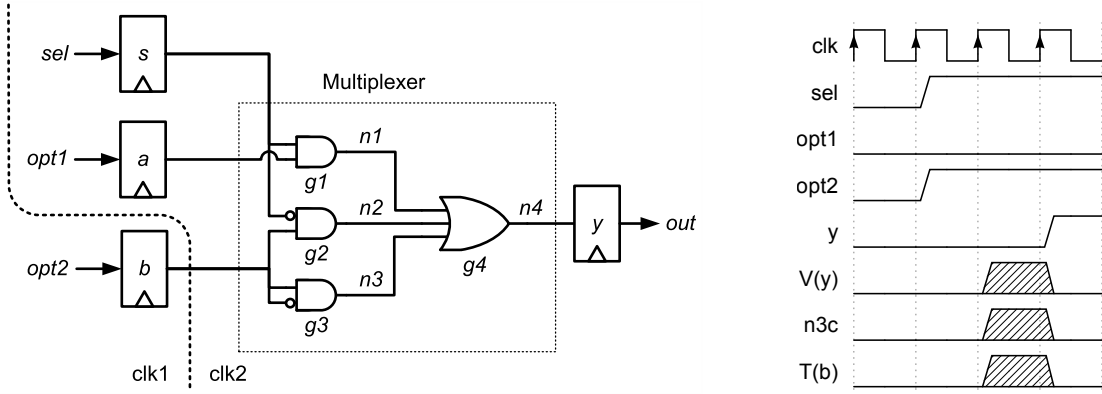 sel
s
Multiplexer
opt1
a
n1
g1
n2
g2
n4
y
out
g4
opt2
b
n3
g3
clk1
clk2
clk
sel
opt1
opt2
y
V(y)
n3c
T(b)